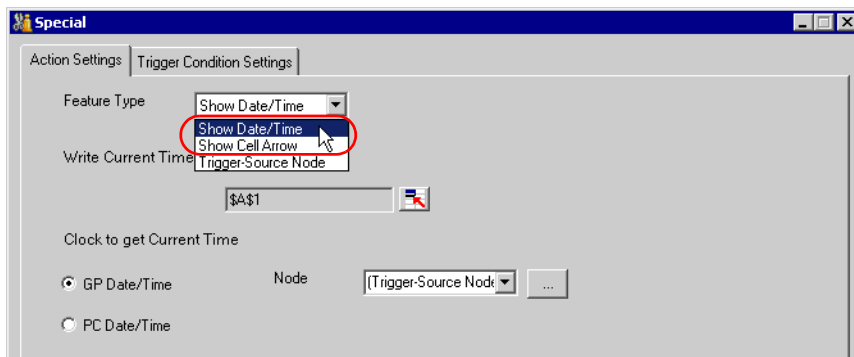 Special
Action Settings Trigger Condition Settings
Feature Type Show Date/Time
Show Date/Time
Show Cell Arrow
Write Current Time Trigger-Source Node
$A$1
Clock to get Current Time
GP Date/Time Node (Trigger-Source Node ...
PC Date/Time